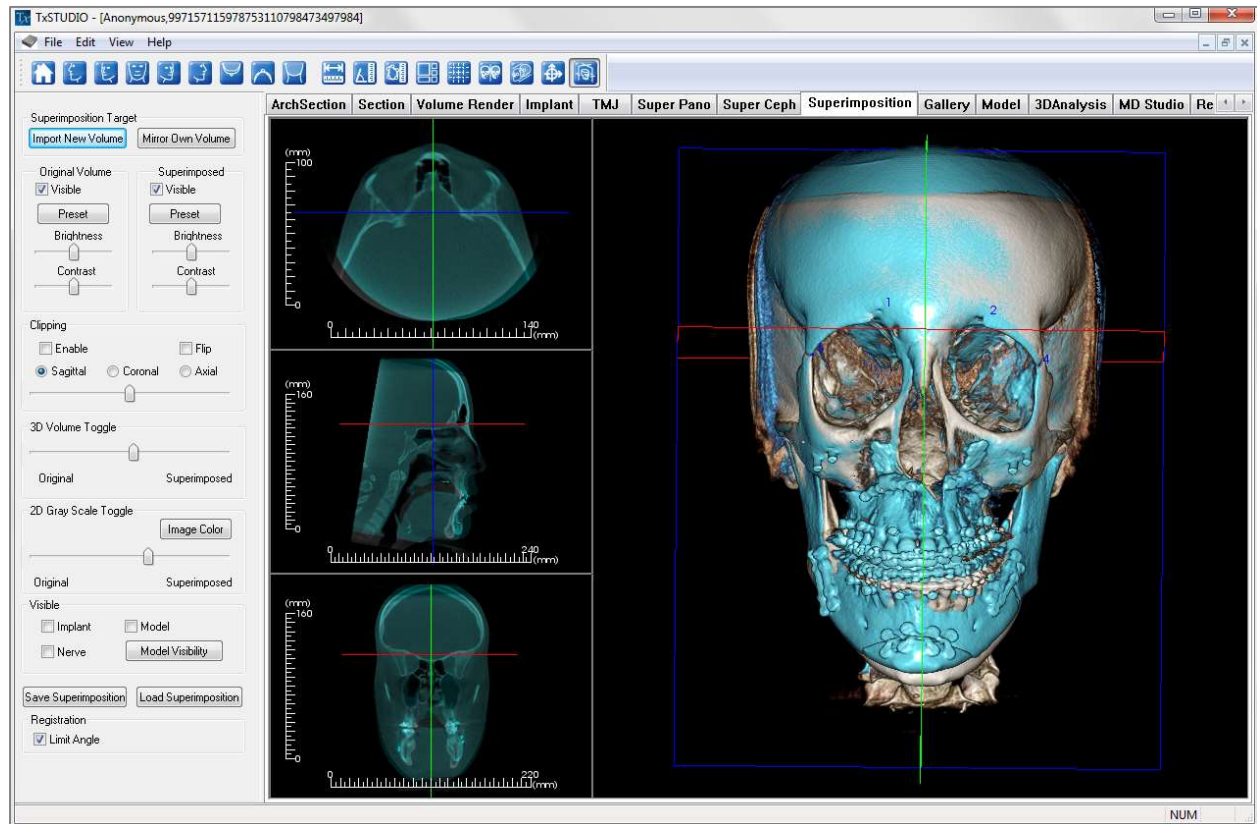 TxSTUDIO - [Anonymous,9971571159787531107984734 97984]
File Edit View Help
ArchSection Section Volume Render Implant TMJ Super Pano Super Ceph Superimposition Gallery Model 3DAnalysis MD Studio Re
Superimposition Target
Import New Volume Mirror Own Volume
Original Volume Superimposed
Visible Visible
Preset Preset
Brightness Brightness
Contrast Contrast
Clipping
Enable Flip
Sagittal Coronal Axial
3D Volume Toggle
Original Superimposed
2D Gray Scale Toggle
Image Color
Original Superimposed
Visible
Implant Model
Nerve Model Visibility
Save Superimposition Load Superimposition
Registration
Limit Angle
(mm)
100
0
0 140
(mm)
(mm)
160
0
0 240
(mm)
(mm)
160
0
0 220
(mm)
1 2
4
NUM